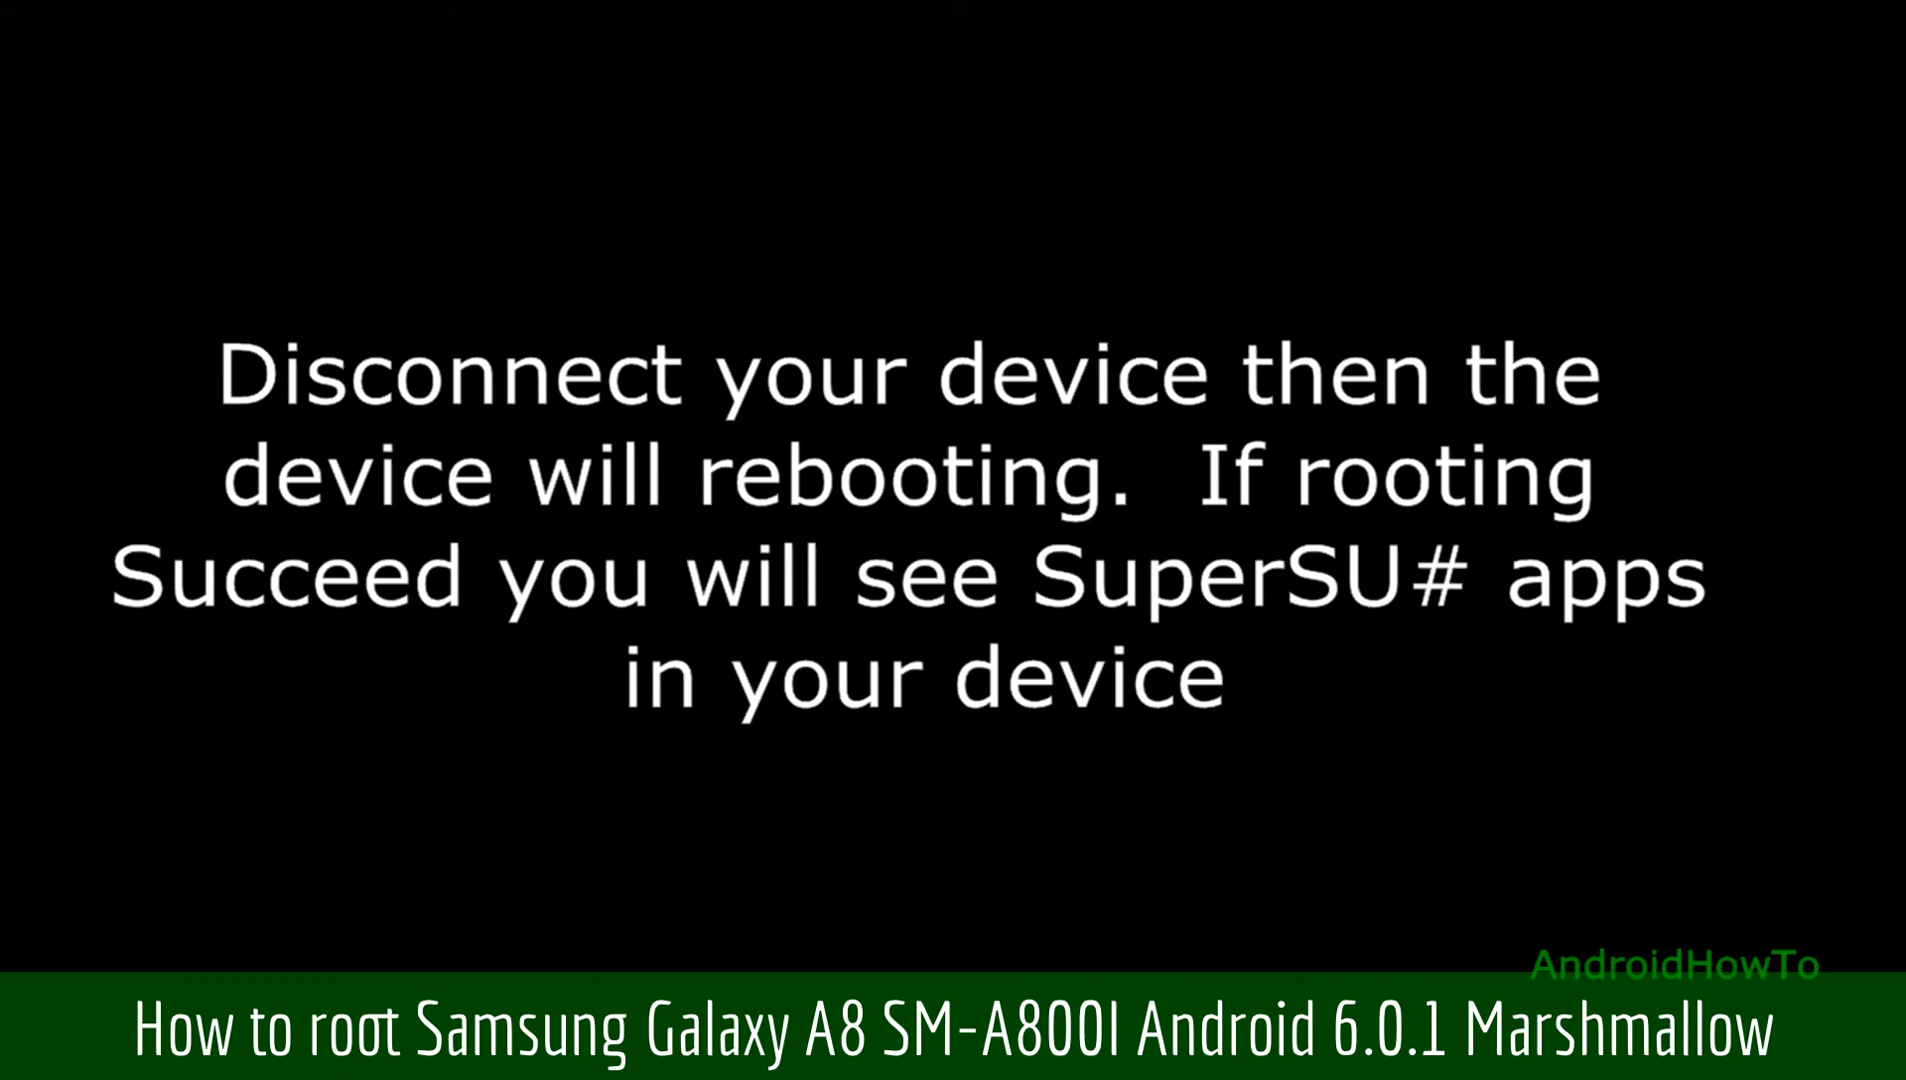 Disconnect your device then the
device will rebooting.  If rooting
Succeed you will see SuperSU# apps
in your device
AndroidHowTo
How to root Samsung Galaxy A8 SM-A800I Android 6.0.1 Marshmallow